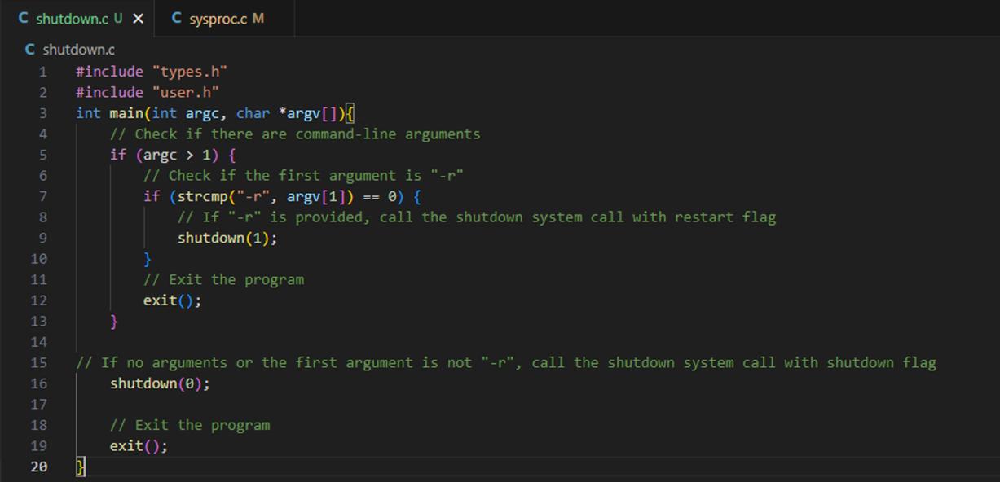 C shutdown.c U × C sysproc.c M
C shutdown.c
1 #include "types.h"
2 #include "user.h"
3 int main(int argc, char *argv[]){
4     // Check if there are command-line arguments
5     if (argc > 1) {
6         // Check if the first argument is "-r"
7         if (strcmp("-r", argv[1]) == 0) {
8             // If "-r" is provided, call the shutdown system call with restart flag
9             shutdown(1);
10         }
11         // Exit the program
12         exit();
13     }
14
15 // If no arguments or the first argument is not "-r", call the shutdown system call with shutdown flag
16     shutdown(0);
17
18     // Exit the program
19     exit();
20 }